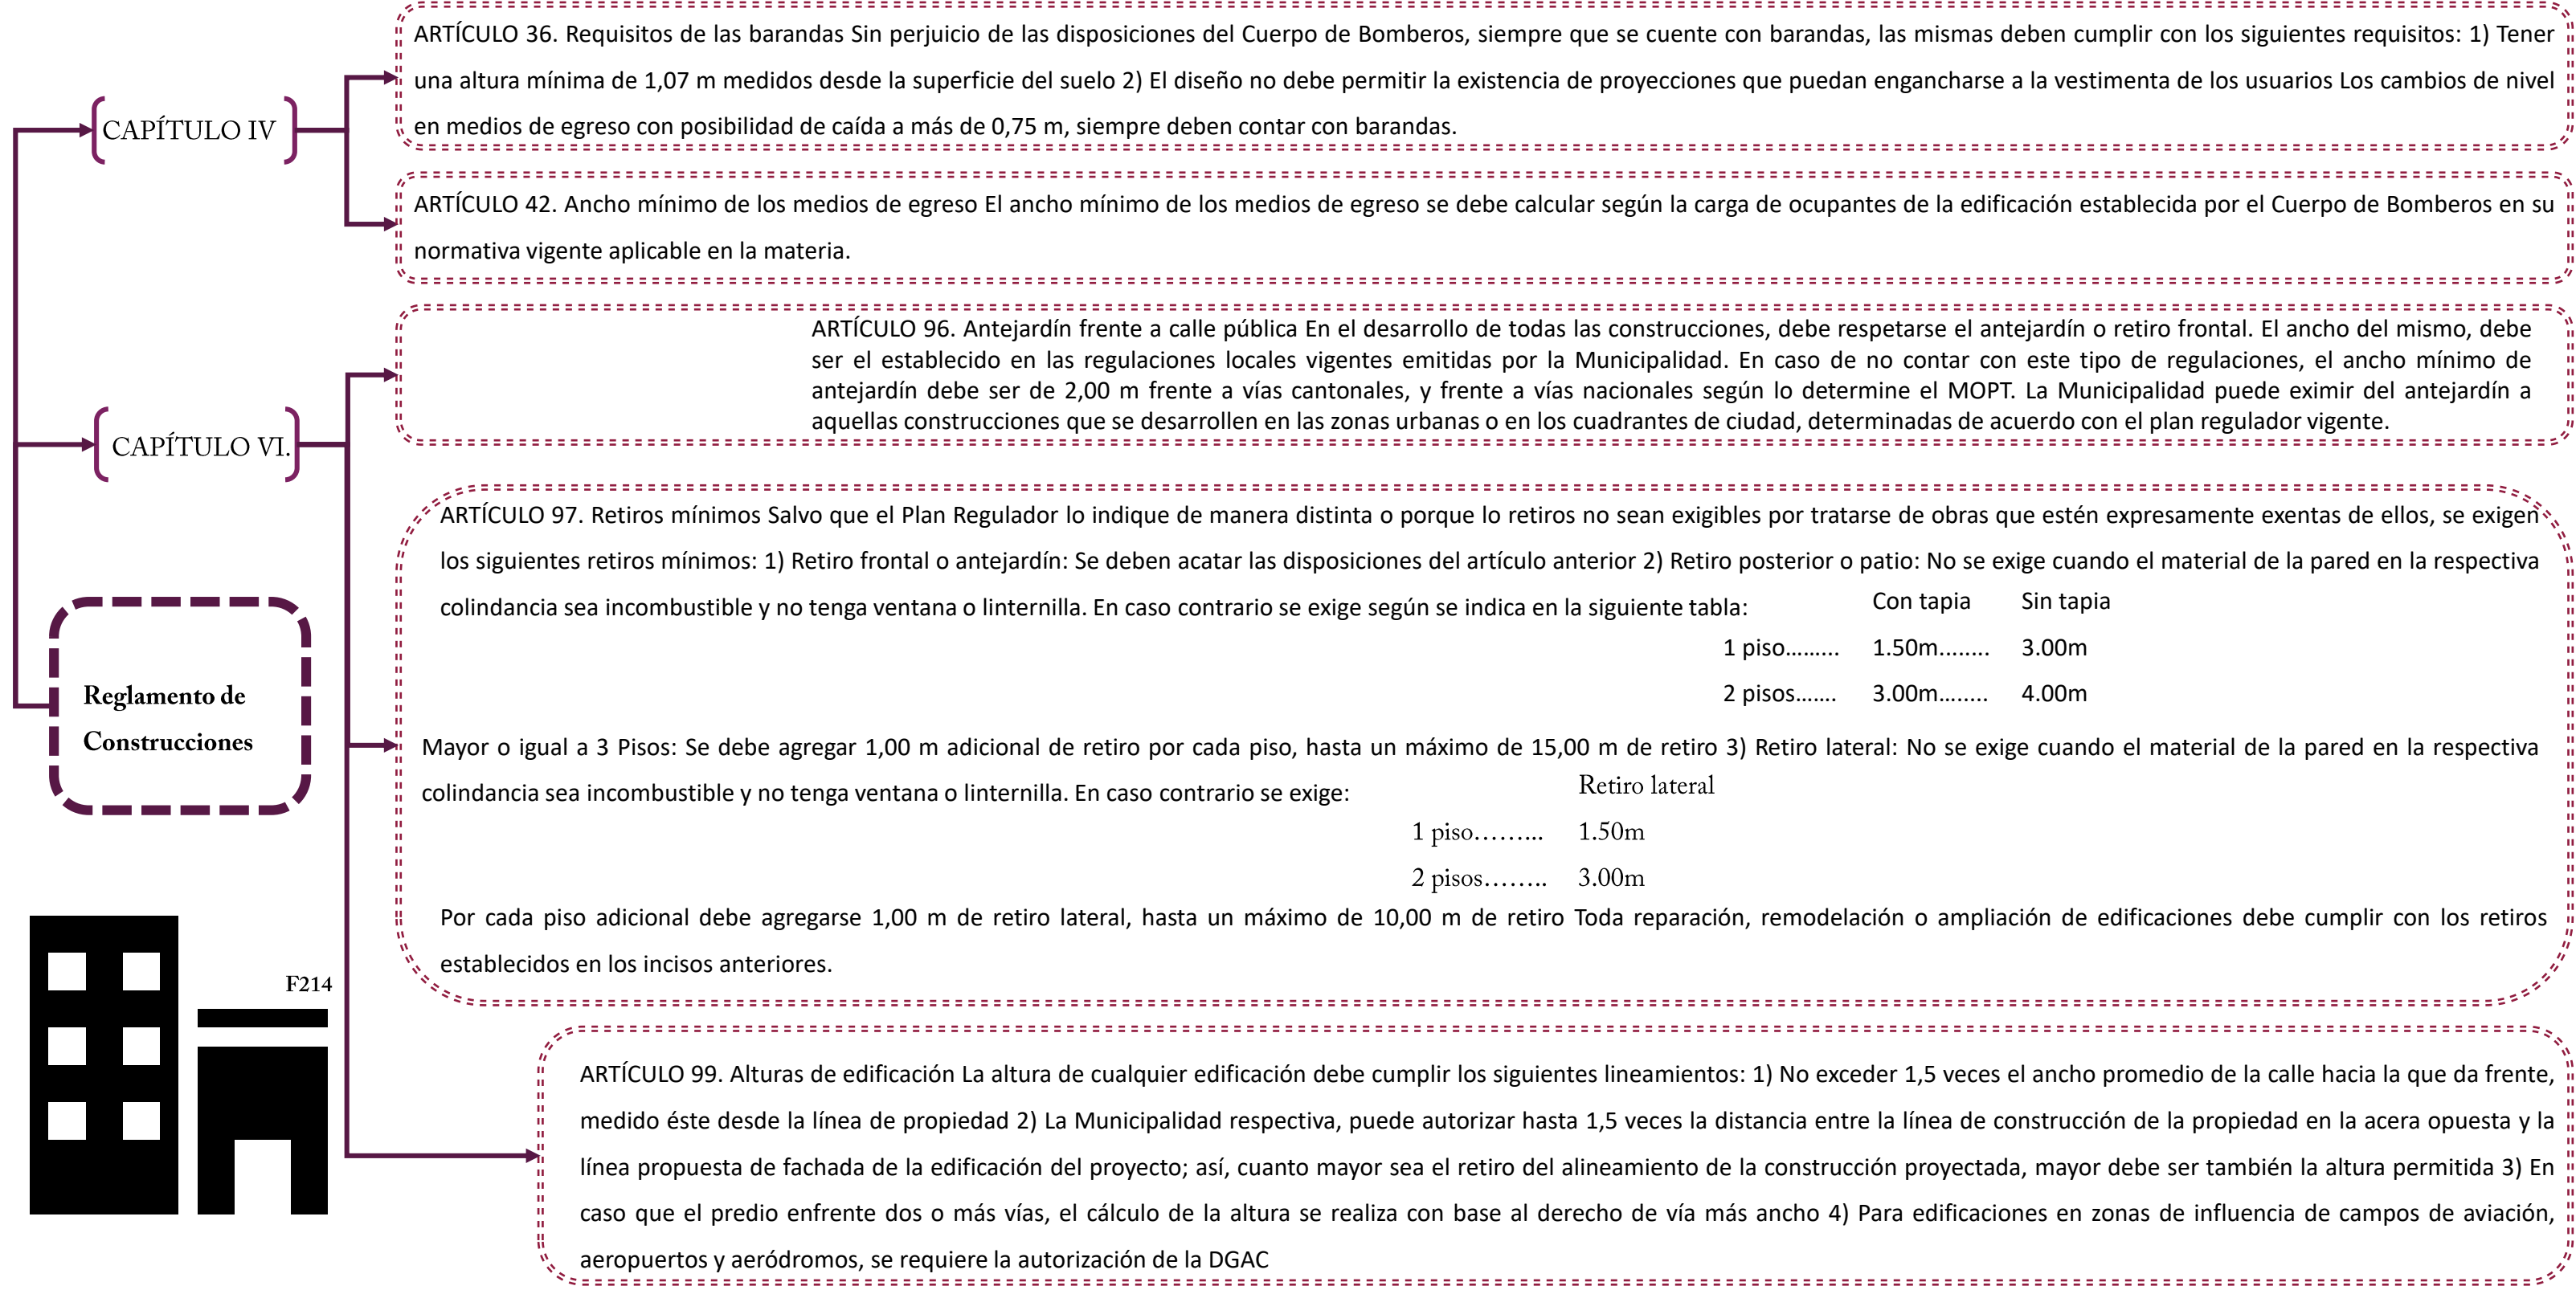 ARTÍCULO 36. Requisitos de las barandas Sin perjuicio de las disposiciones del Cuerpo de Bomberos, siempre que se cuente con barandas, las mismas deben cumplir con los siguientes requisitos: 1) Tener
una altura mínima de 1,07 m medidos desde la superficie del suelo 2) El diseño no debe permitir la existencia de proyecciones que puedan engancharse a la vestimenta de los usuarios Los cambios de nivel
en medios de egreso con posibilidad de caída a más de 0,75 m, siempre deben contar con barandas.
CAPÍTULO IV
ARTÍCULO 42. Ancho mínimo de los medios de egreso El ancho mínimo de los medios de egreso se debe calcular según la carga de ocupantes de la edificación establecida por el Cuerpo de Bomberos en su
normativa vigente aplicable en la materia.
ARTÍCULO 96. Antejardín frente a calle pública En el desarrollo de todas las construcciones, debe respetarse el antejardín o retiro frontal. El ancho del mismo, debe
ser el establecido en las regulaciones locales vigentes emitidas por la Municipalidad. En caso de no contar con este tipo de regulaciones, el ancho mínimo de
antejardín debe ser de 2,00 m frente a vías cantonales, y frente a vías nacionales según lo determine el MOPT. La Municipalidad puede eximir del antejardín a
aquellas construcciones que se desarrollen en las zonas urbanas o en los cuadrantes de ciudad, determinadas de acuerdo con el plan regulador vigente.
CAPÍTULO VI.
ARTÍCULO 97. Retiros mínimos Salvo que el Plan Regulador lo indique de manera distinta o porque lo retiros no sean exigibles por tratarse de obras que estén expresamente exentas de ellos, se exigen
los siguientes retiros mínimos: 1) Retiro frontal o antejardín: Se deben acatar las disposiciones del artículo anterior 2) Retiro posterior o patio: No se exige cuando el material de la pared en la respectiva
colindancia sea incombustible y no tenga ventana o linternilla. En caso contrario se exige según se indica en la siguiente tabla:
Con tapia Sin tapia
1 piso......... 1.50m........ 3.00m
2 pisos....... 3.00m........ 4.00m
Reglamento de
Construcciones
Mayor o igual a 3 Pisos: Se debe agregar 1,00 m adicional de retiro por cada piso, hasta un máximo de 15,00 m de retiro 3) Retiro lateral: No se exige cuando el material de la pared en la respectiva
colindancia sea incombustible y no tenga ventana o linternilla. En caso contrario se exige:
Retiro lateral
1 piso……... 1.50m
2 pisos…….. 3.00m
Por cada piso adicional debe agregarse 1,00 m de retiro lateral, hasta un máximo de 10,00 m de retiro Toda reparación, remodelación o ampliación de edificaciones debe cumplir con los retiros
establecidos en los incisos anteriores.
F214
ARTÍCULO 99. Alturas de edificación La altura de cualquier edificación debe cumplir los siguientes lineamientos: 1) No exceder 1,5 veces el ancho promedio de la calle hacia la que da frente,
medido éste desde la línea de propiedad 2) La Municipalidad respectiva, puede autorizar hasta 1,5 veces la distancia entre la línea de construcción de la propiedad en la acera opuesta y la
línea propuesta de fachada de la edificación del proyecto; así, cuanto mayor sea el retiro del alineamiento de la construcción proyectada, mayor debe ser también la altura permitida 3) En
caso que el predio enfrente dos o más vías, el cálculo de la altura se realiza con base al derecho de vía más ancho 4) Para edificaciones en zonas de influencia de campos de aviación,
aeropuertos y aeródromos, se requiere la autorización de la DGAC